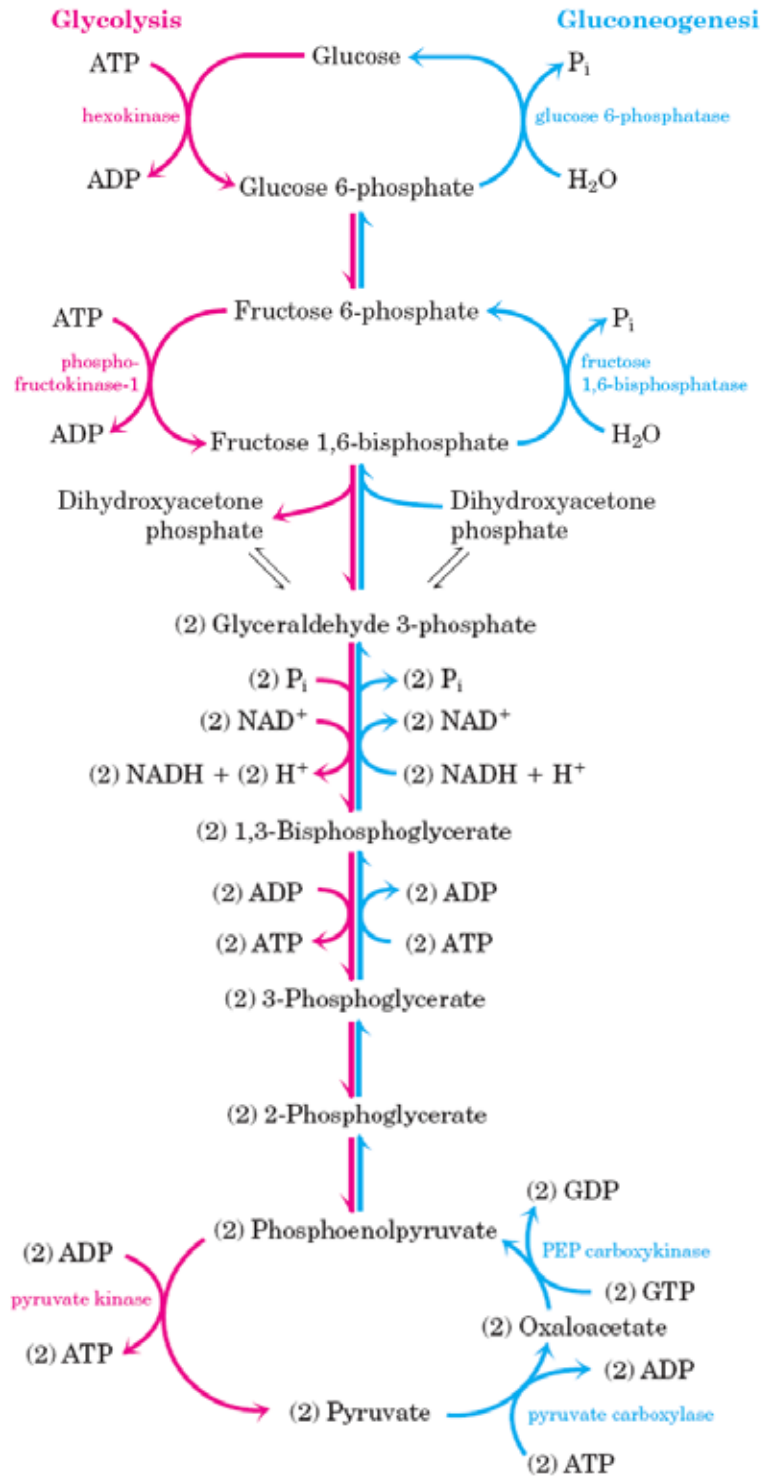 Glycolysis
Gluconeogenesi
ATP
Glucose
Pi
hexokinase
glucose 6-phosphatase
ADP
Glucose 6-phosphate
H2O
ATP
Fructose 6-phosphate
Pi
phospho-
fructokinase-1
fructose
1,6-bisphosphatase
ADP
Fructose 1,6-bisphosphate
H2O
Dihydroxyacetone
phosphate
Dihydroxyacetone
phosphate
(2) Glyceraldehyde 3-phosphate
(2) Pi
(2) Pi
(2) NAD+
(2) NAD+
(2) NADH + (2) H+
(2) NADH + H+
(2) 1,3-Bisphosphoglycerate
(2) ADP
(2) ADP
(2) ATP
(2) ATP
(2) 3-Phosphoglycerate
(2) 2-Phosphoglycerate
(2) GDP
(2) Phosphoenolpyruvate
(2) ADP
PEP carboxykinase
pyruvate kinase
(2) GTP
(2) Oxaloacetate
(2) ATP
(2) ADP
(2) Pyruvate
pyruvate carboxylase
(2) ATP